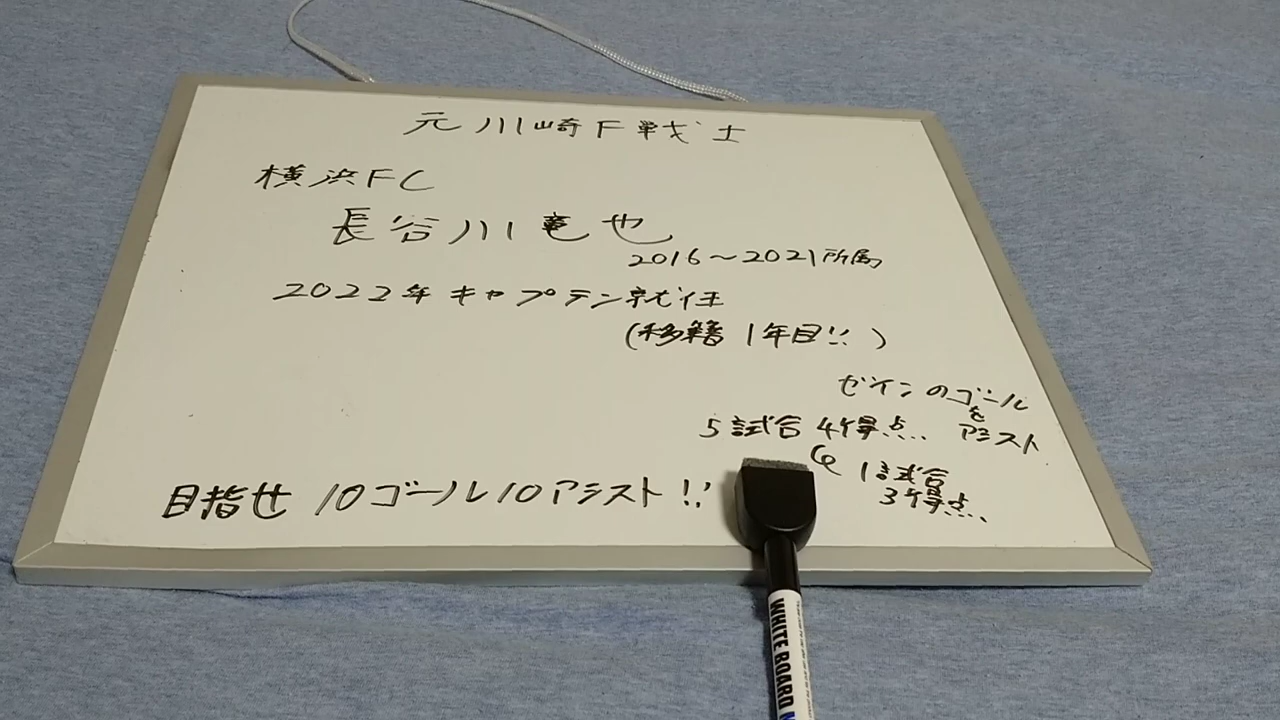 元川崎F戦士
横浜FC
長谷川竜也
2016～2021所属
2022年キャプテン就任
(移籍1年目!!)
ゼインのゴール
を
アシスト
5試合4得点...
1試合
3得点...
目指せ10ゴール10アシスト!!
WHITE BOARD M